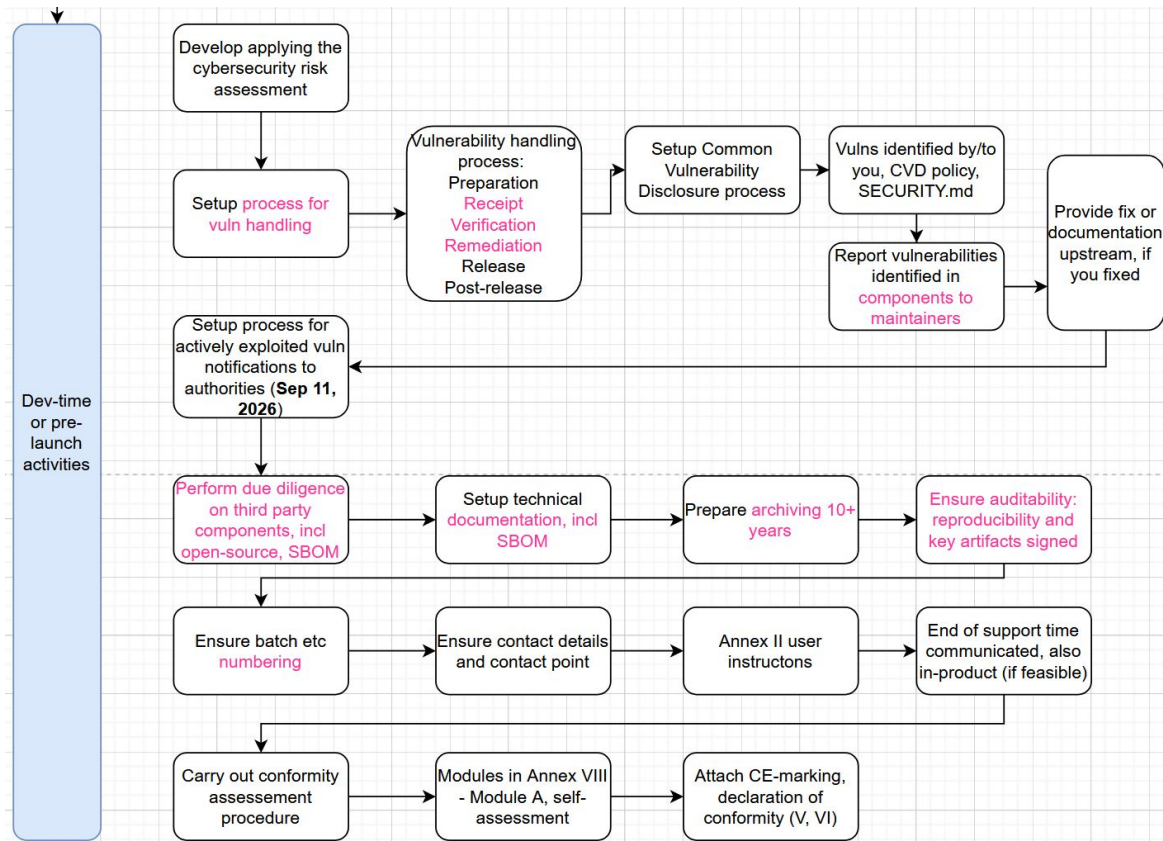 Develop applying the
cybersecurity risk
assessment
Setup process for
vuln handling
Vulnerability handling
process:
Preparation
Receipt
Verification
Remediation
Release
Post-release
Setup Common
Vulnerability
Disclosure process
Vulns identified by/to
you, CVD policy,
SECURITY.md
Report vulnerabilities
identified in
components to
maintainers
Provide fix or
documentation
upstream, if
you fixed
Setup process for
actively exploited vuln
notifications to
authorities (Sep 11,
2026)
Dev-time
or pre-
launch
activities
Perform due diligence
on third party
components, incl
open-source, SBOM
Setup technical
documentation, incl
SBOM
Prepare archiving 10+
years
Ensure auditability:
reproducibility and
key artifacts signed
Ensure batch etc
numbering
Ensure contact details
and contact point
Annex II user
instructons
End of support time
communicated, also
in-product (if feasible)
Carry out conformity
assessement
procedure
Modules in Annex VIII
- Module A, self-
assessment
Attach CE-marking,
declaration of
conformity (V, VI)